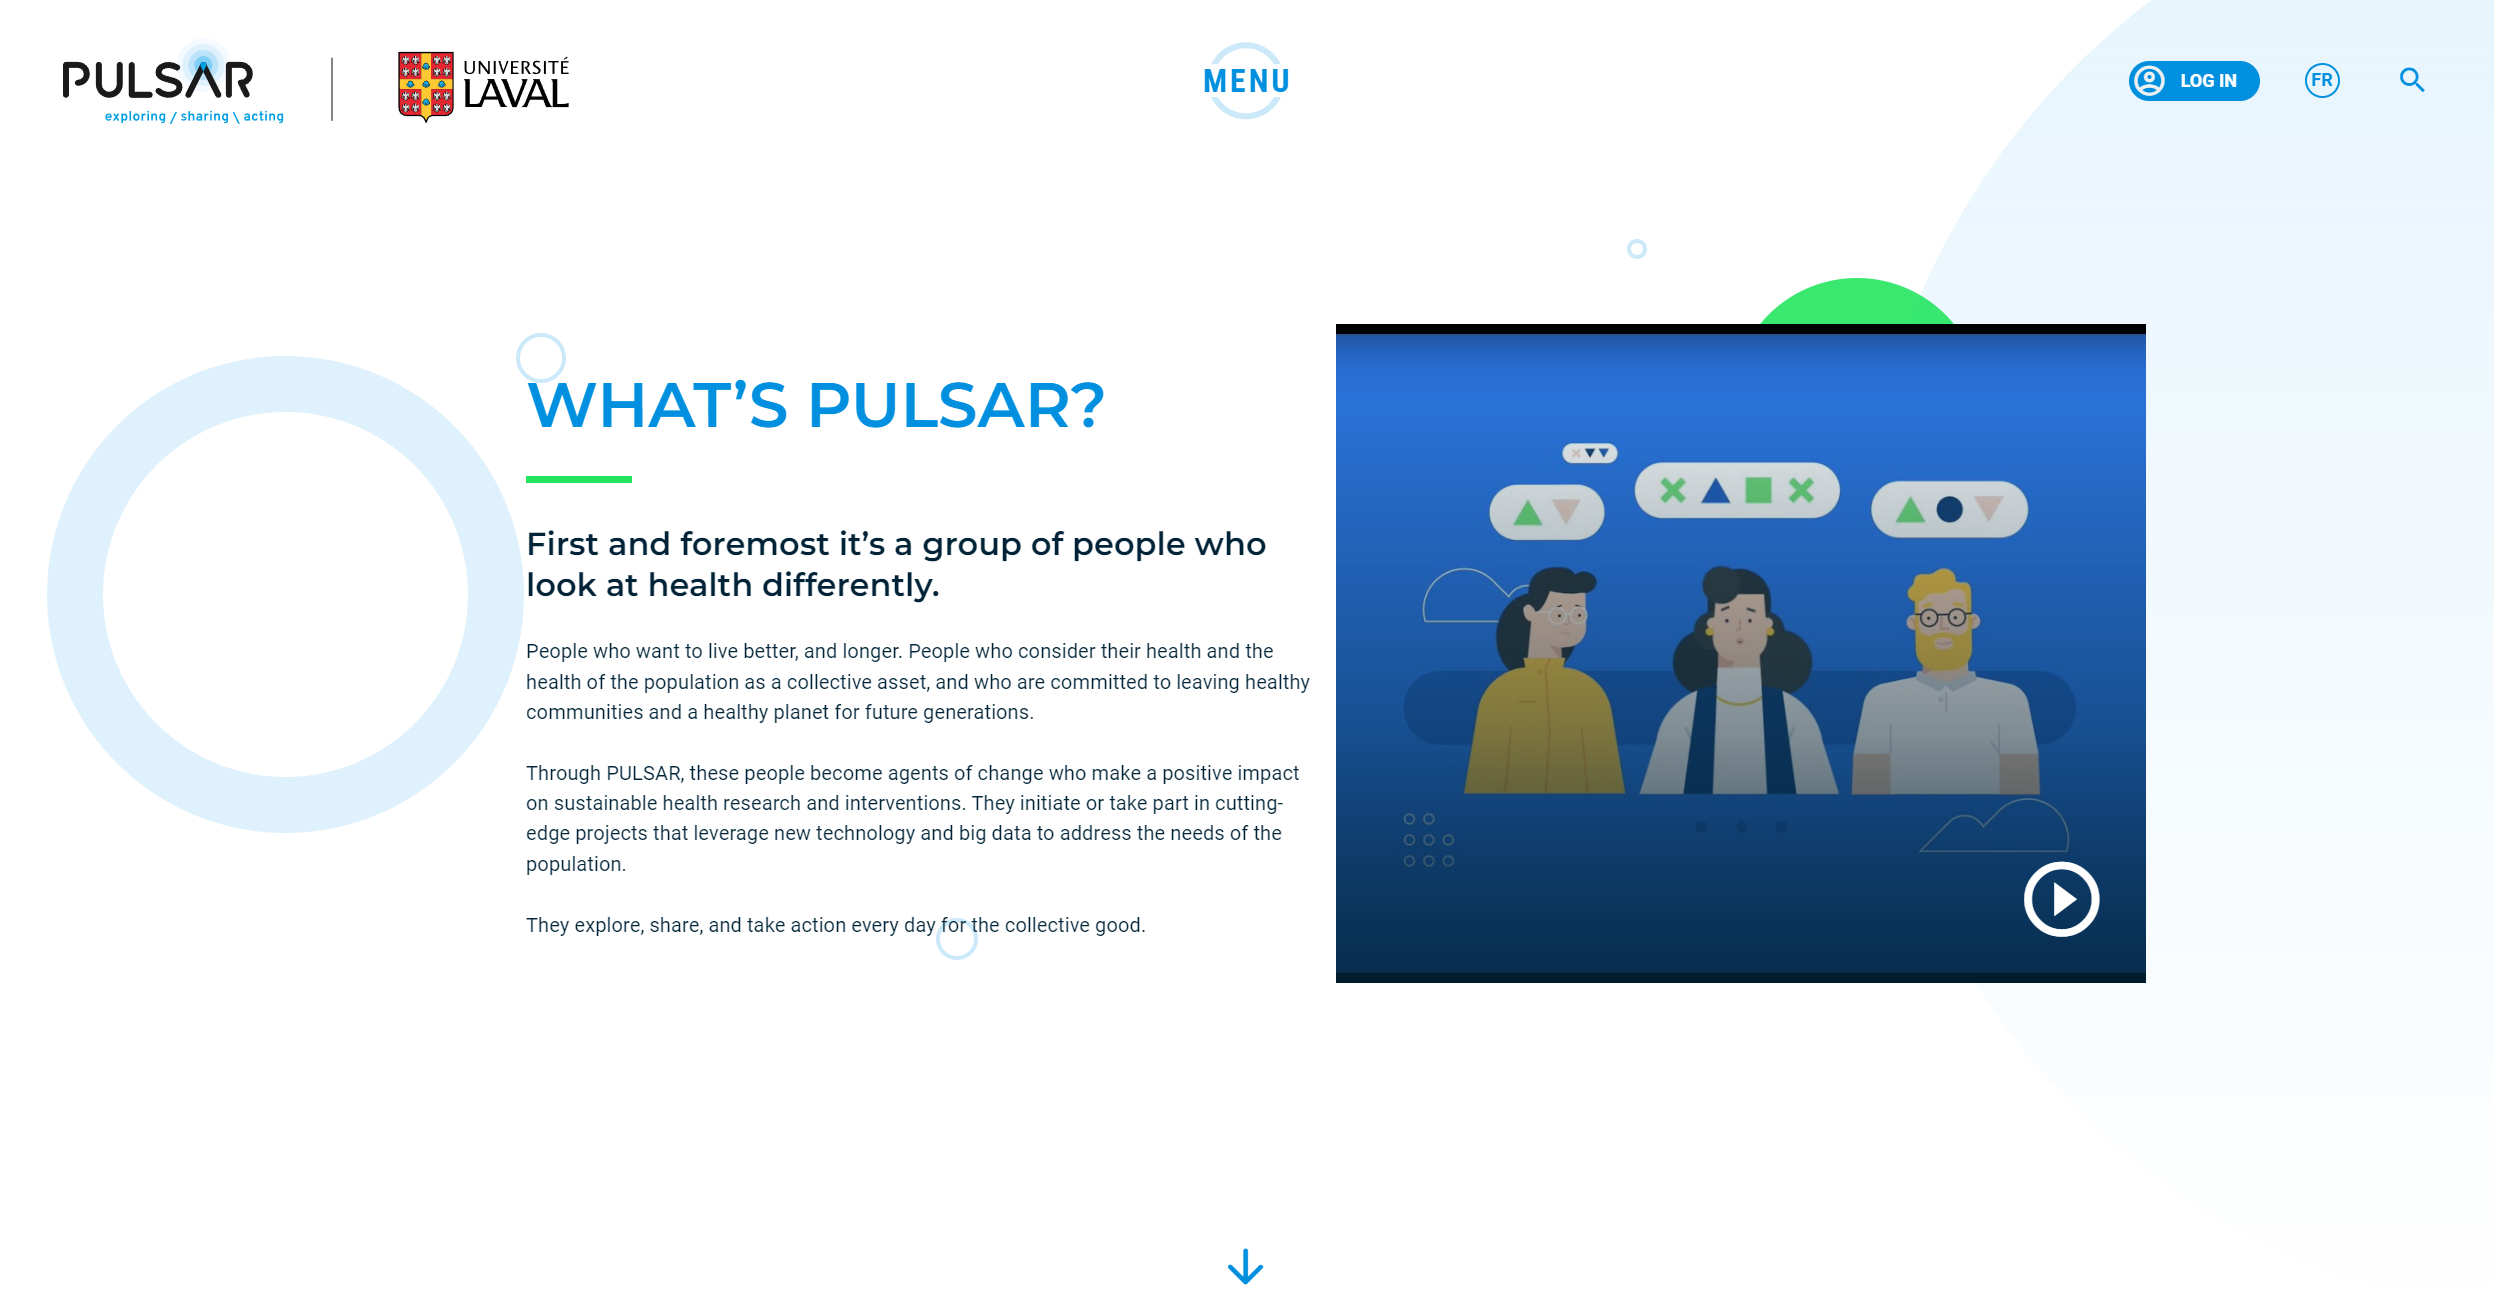 PULSAR
exploring / sharing \ acting
UNIVERSITÉ
LAVAL
MENU
LOG IN
FR
WHAT’S PULSAR?
First and foremost it’s a group of people who
look at health differently.
People who want to live better, and longer. People who consider their health and the
health of the population as a collective asset, and who are committed to leaving healthy
communities and a healthy planet for future generations.
Through PULSAR, these people become agents of change who make a positive impact
on sustainable health research and interventions. They initiate or take part in cutting-
edge projects that leverage new technology and big data to address the needs of the
population.
They explore, share, and take action every day for the collective good.